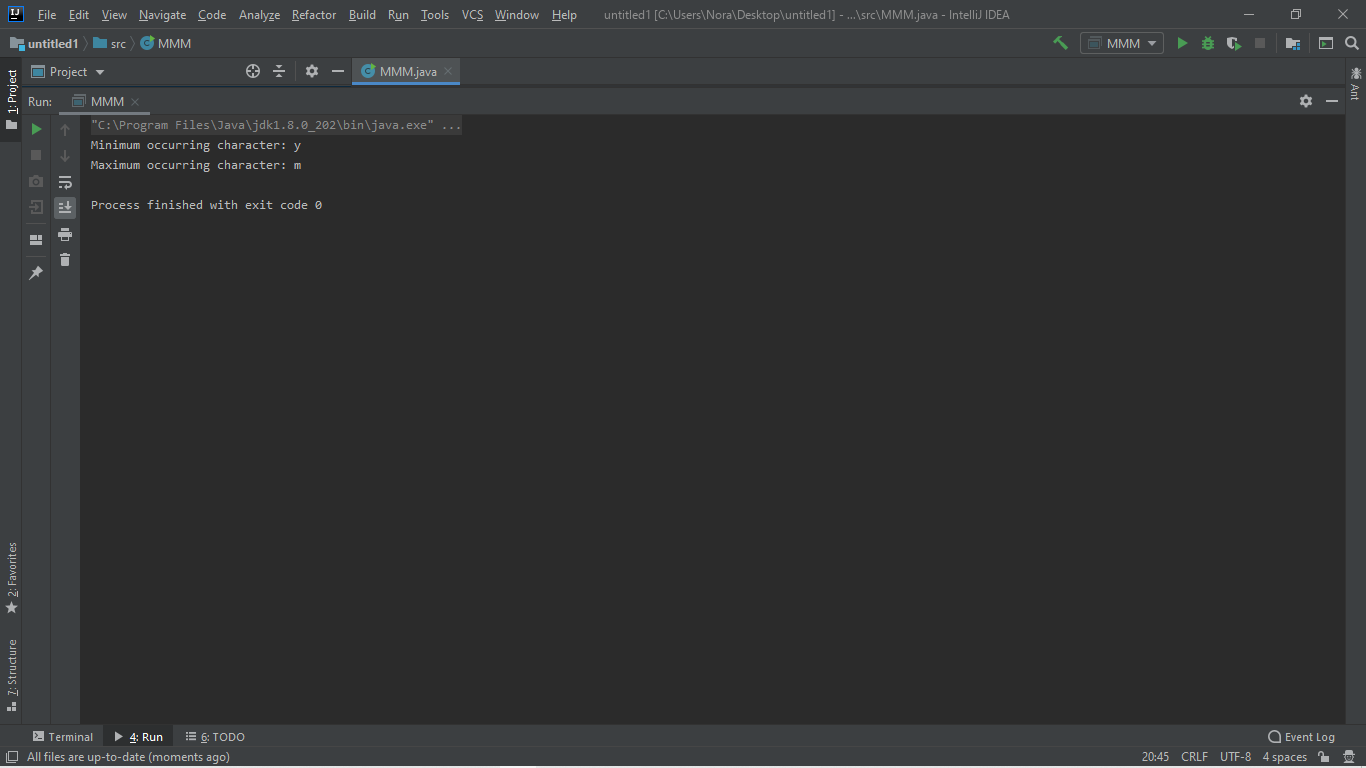 IJ File Edit View Navigate Code Analyze Refactor Build Run Tools VCS Window Help untitled1 [C:\Users\Nora\Desktop\untitled1] - ...\src\MMM.java - IntelliJ IDEA
untitled1 src MMM MMM
1: Project
Project MMM.java
Ant
Run: MMM
"C:\Program Files\Java\jdk1.8.0_202\bin\java.exe" ...
Minimum occurring character: y
Maximum occurring character: m
Process finished with exit code 0
2: Favorites
7: Structure
Terminal 4: Run 6: TODO Event Log
All files are up-to-date (moments ago) 20:45 CRLF UTF-8 4 spaces